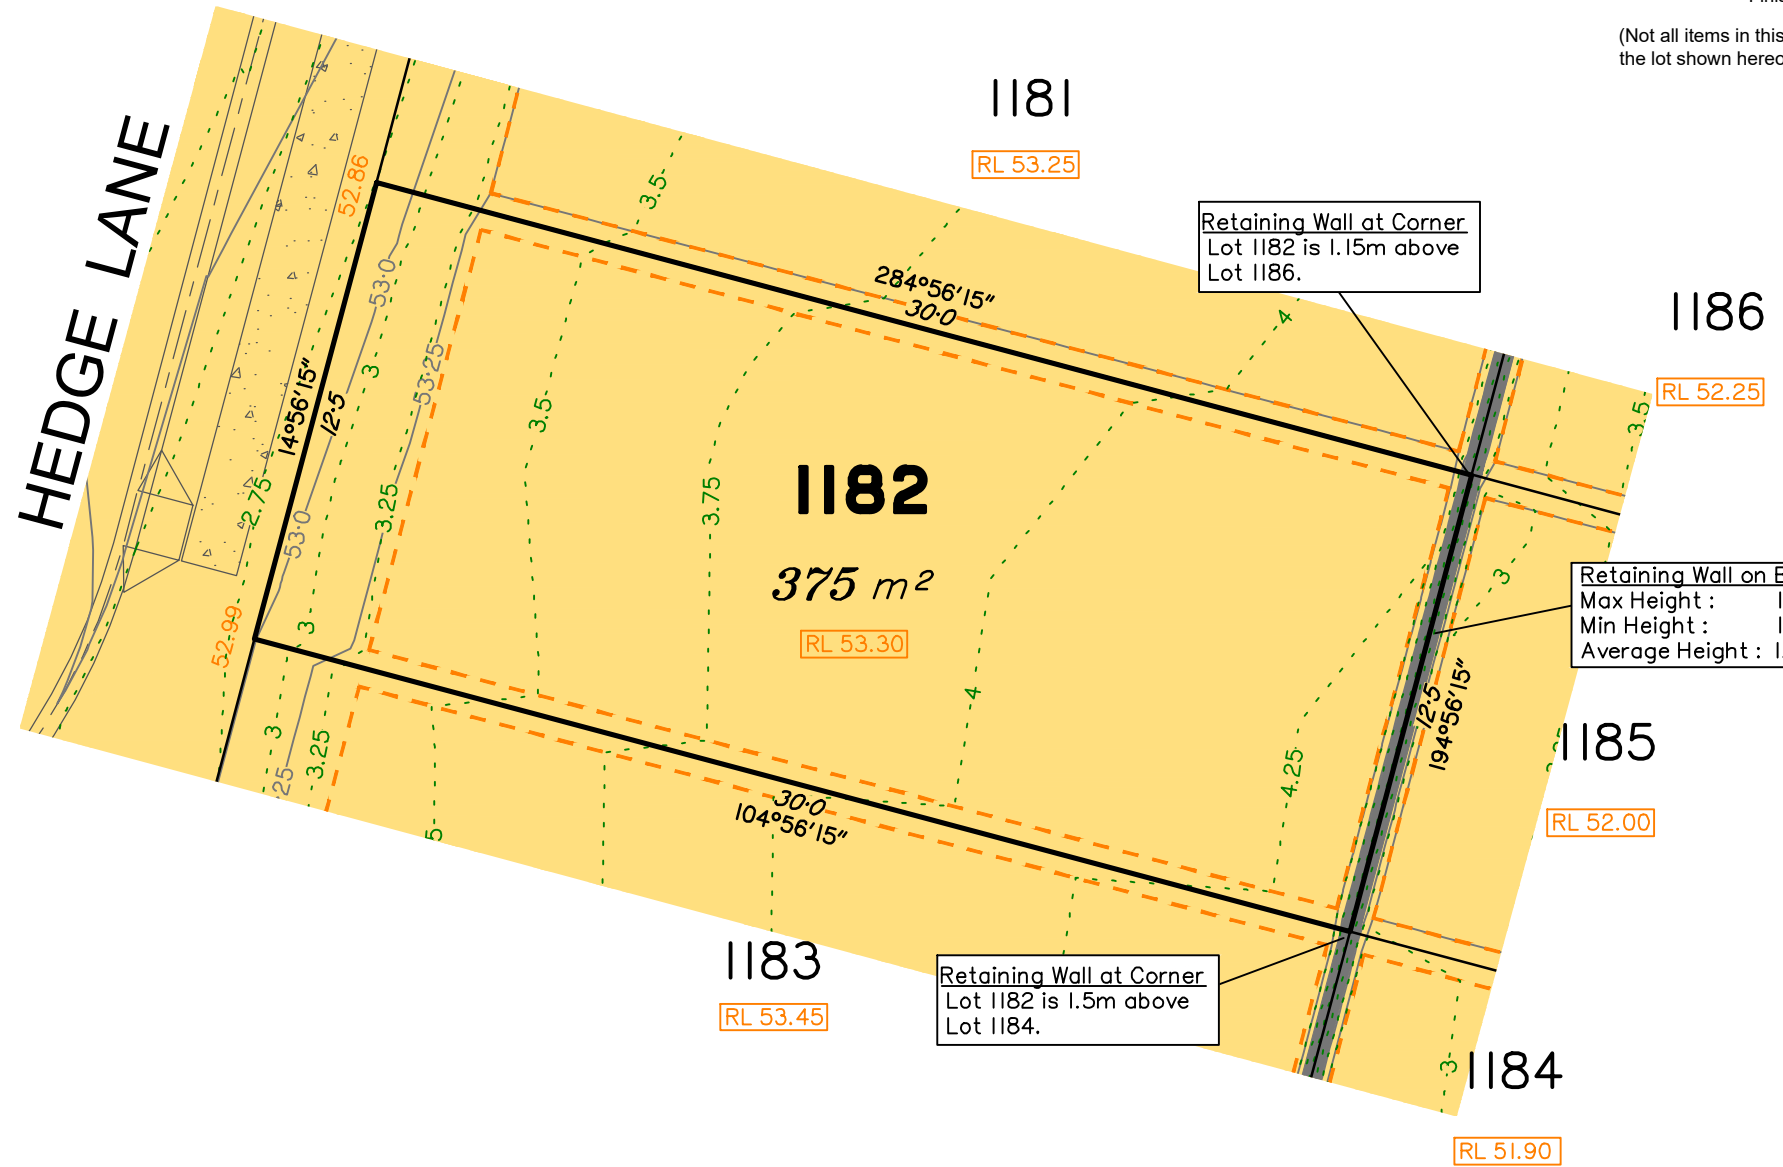 (Not all items in this
the lot shown hereo
1181
RL 53.25
HEDGE LANE
52.86
3.5
Retaining Wall at Corner
Lot 1182 is 1.15m above
Lot 1186.
284°56'15"
30·0
4
1186
RL 52.25
3.5
53·0
53·25
3
14°56'15"
12·5
3.5
3.75
1182
375 m²
RL 53.30
2.75
53·0
3.25
3
52.99
3
Retaining Wall on
Max Height :
Min Height :
Average Height :
12·5
194°56'15"
4
4.25
1185
RL 52.00
3
3.25
25
5
30·0
104°56'15"
1183
RL 53.45
Retaining Wall at Corner
Lot 1182 is 1.5m above
Lot 1184.
3
1184
RL 51.90